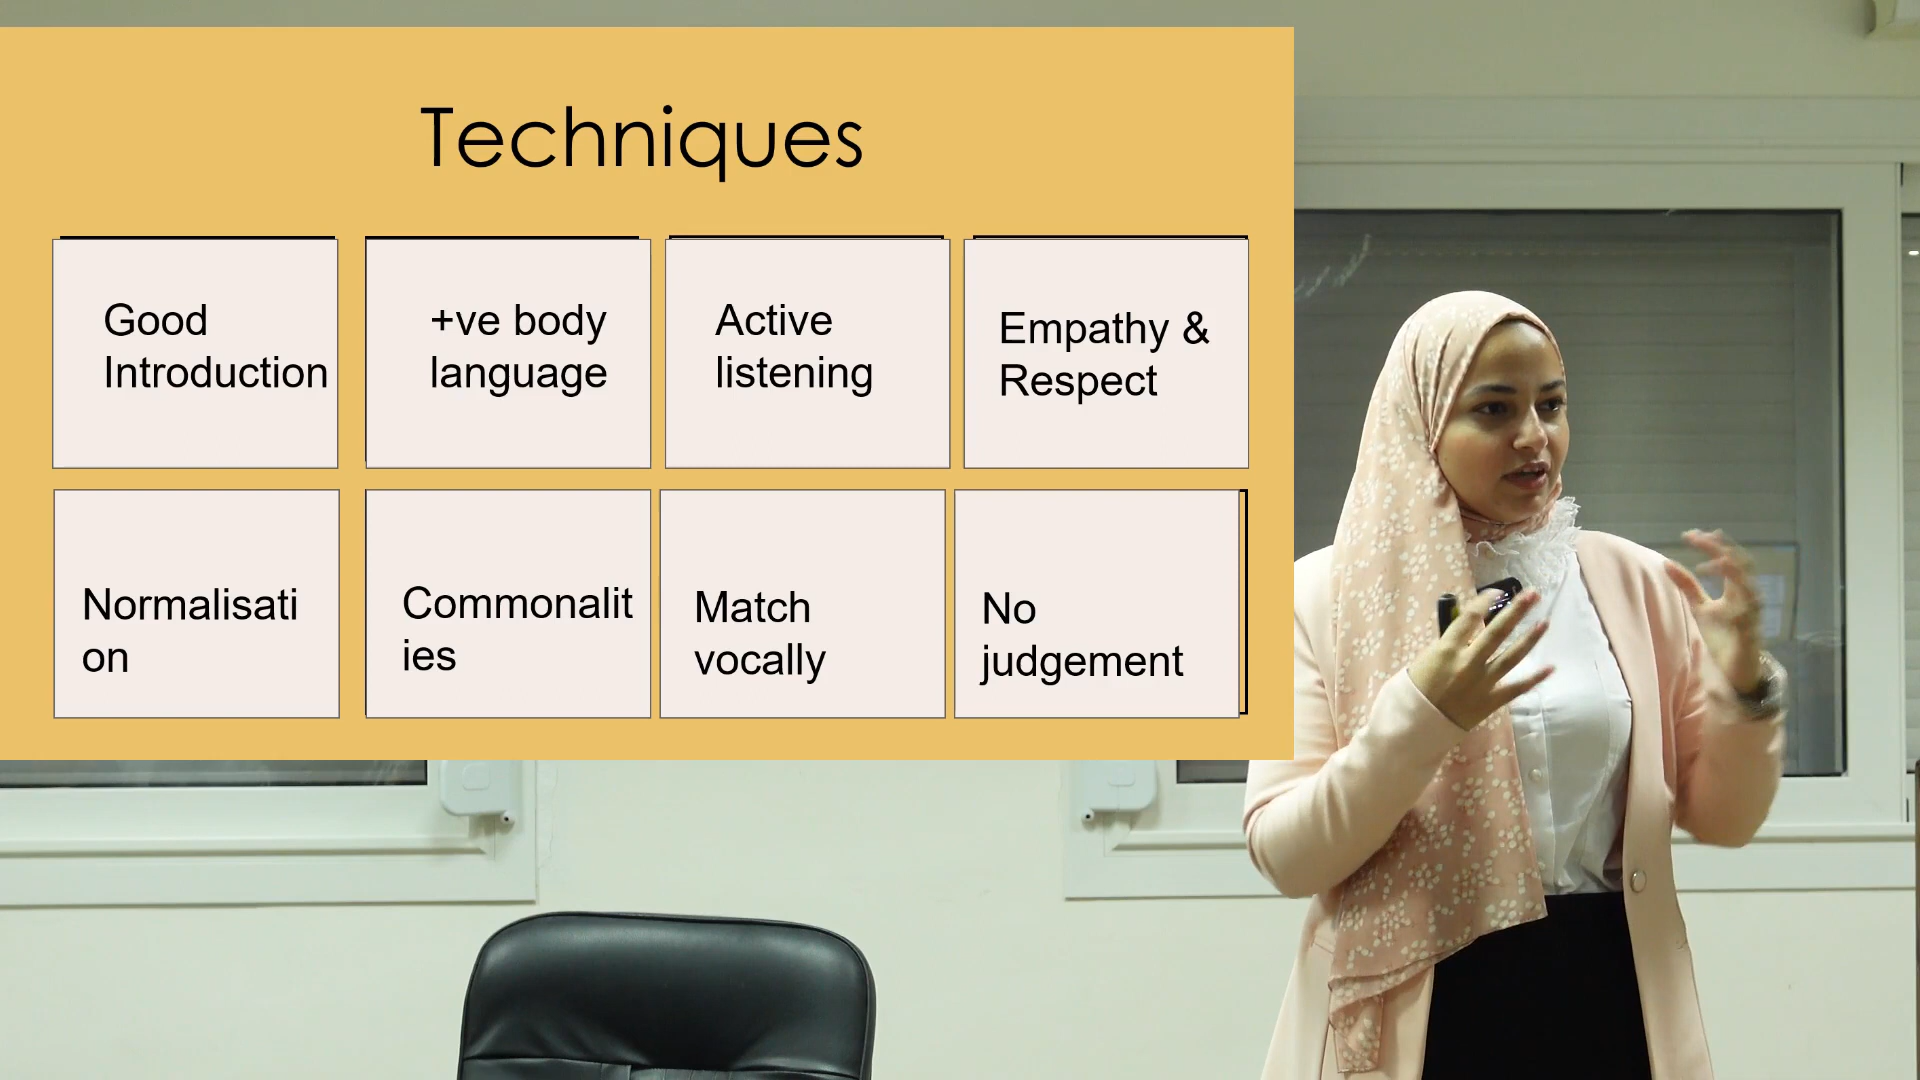 Techniques
Good
Introduction
+ve body
language
Active
listening
Empathy &
Respect
Normalisati
on
Commonalit
ies
Match
vocally
No
judgement